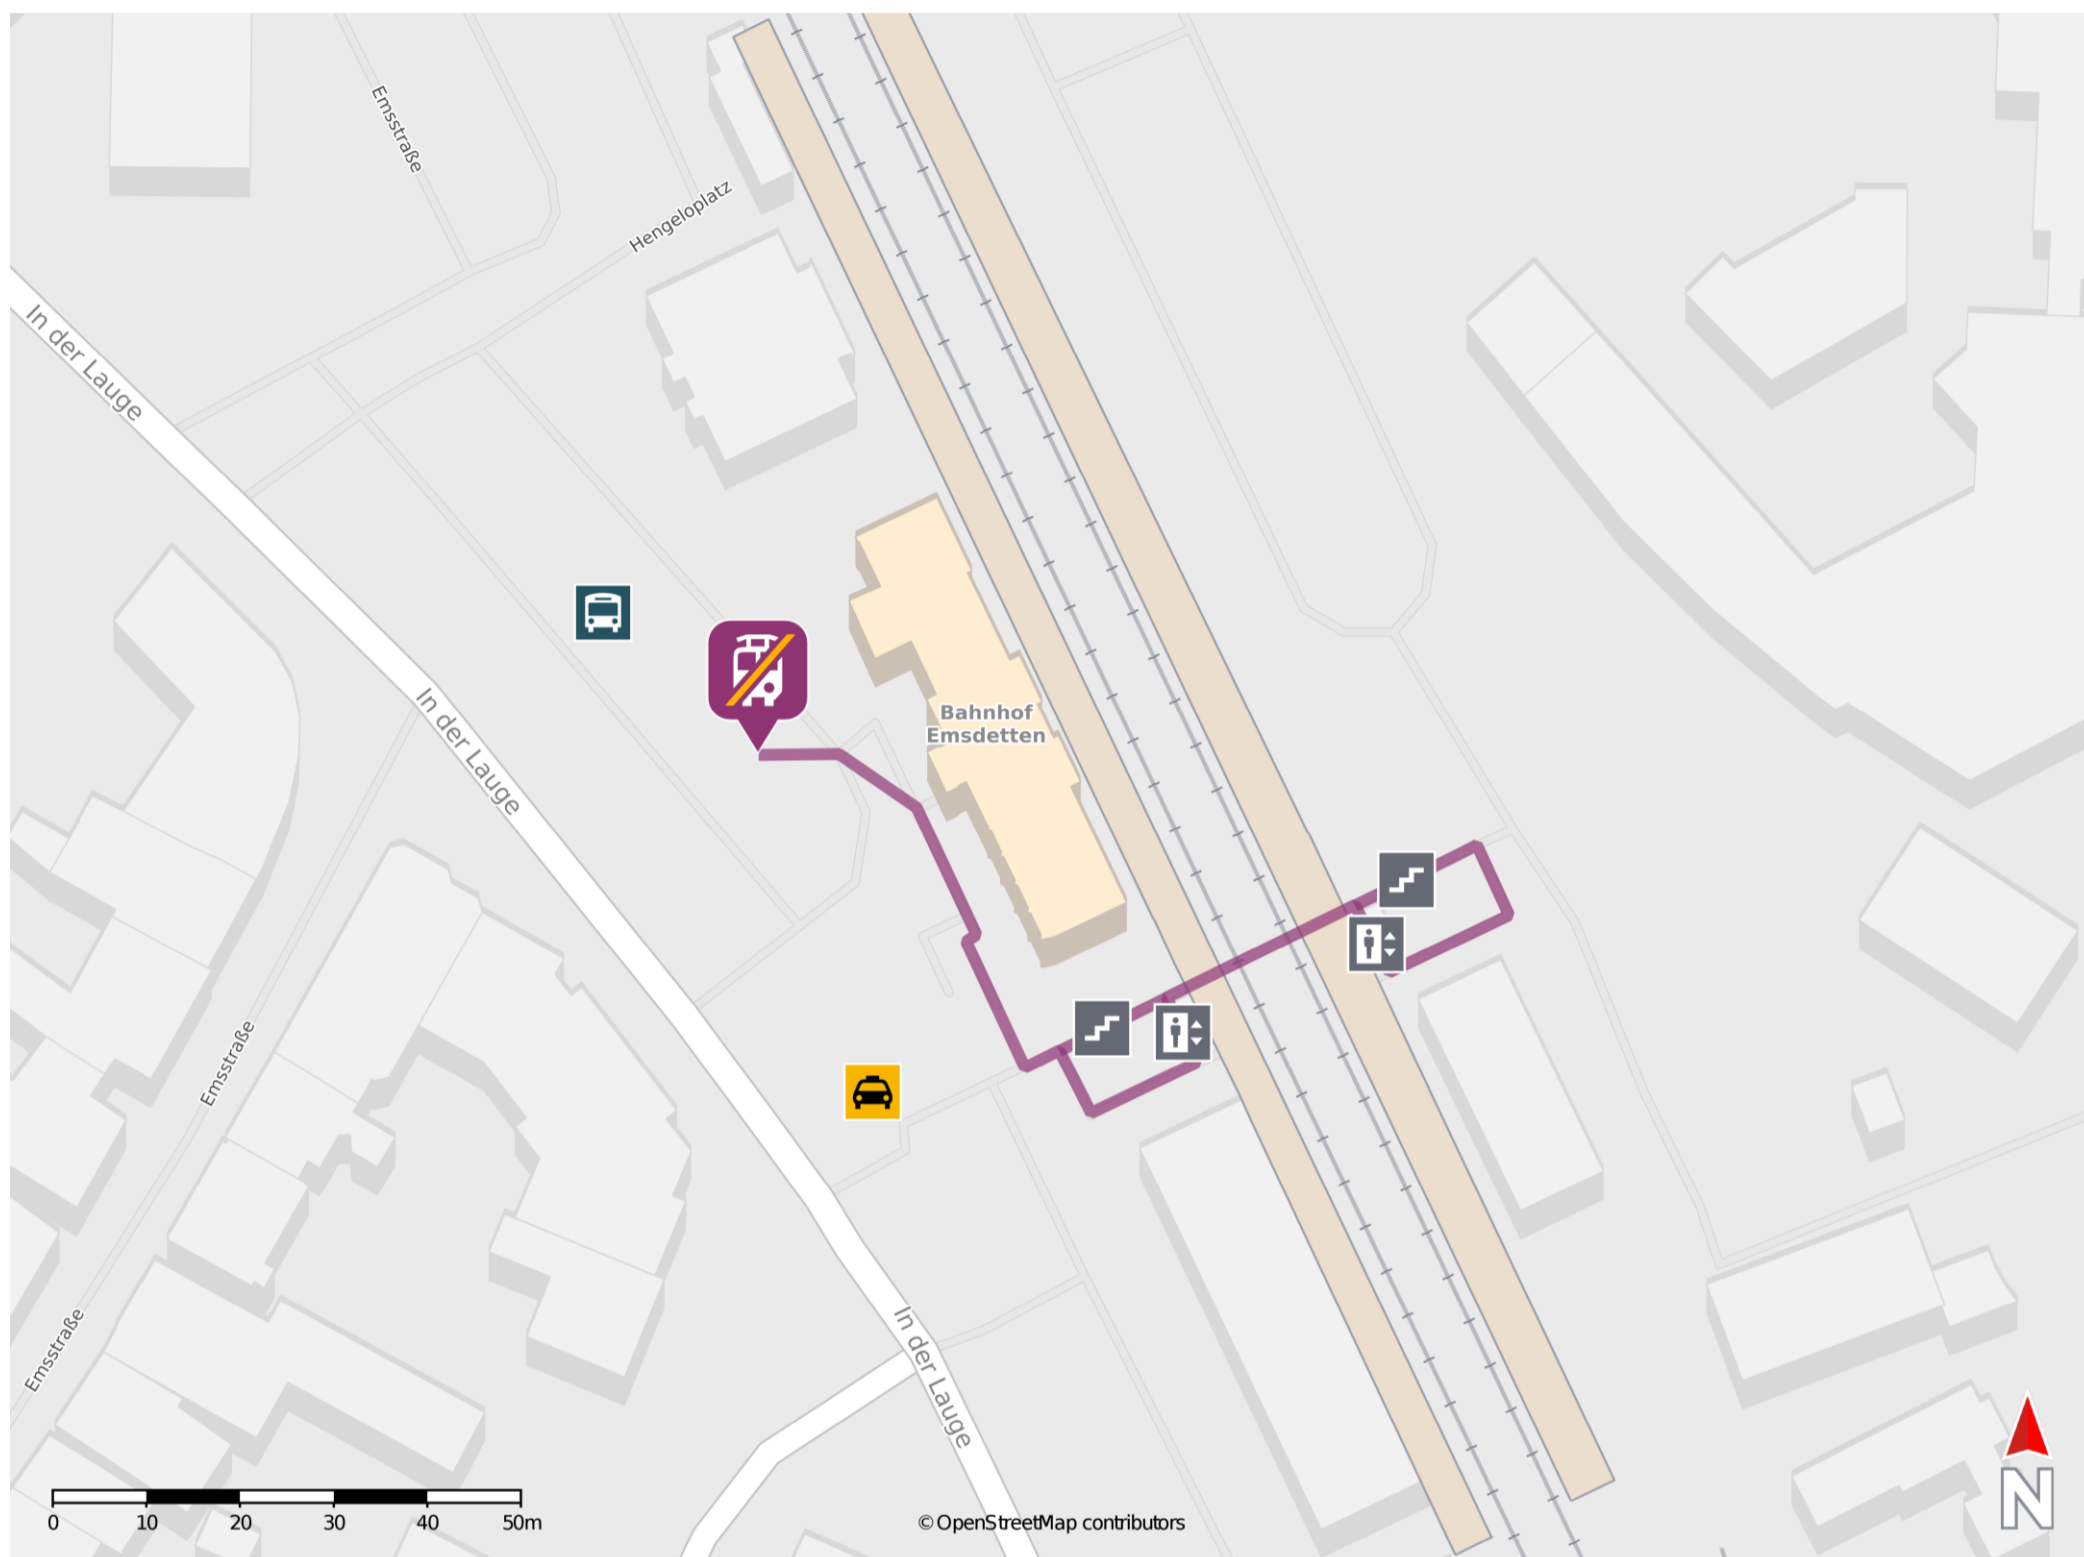 Emsstraße
Hengeloplatz
In der Lauge
In der Lauge
Bahnhof
Emsdetten
Emsstraße
Emsstraße
In der Lauge
0 10 20 30 40 50m
© OpenStreetMap contributors
N